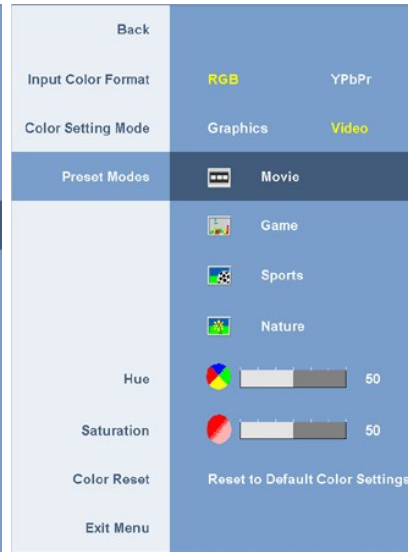 Back
Input Color Format RGB YPbPr
Color Setting Mode Graphics Video
Preset Modes Movie
Game
Sports
Nature
Hue 50
Saturation 50
Color Reset Reset to Default Color Settings
Exit Menu